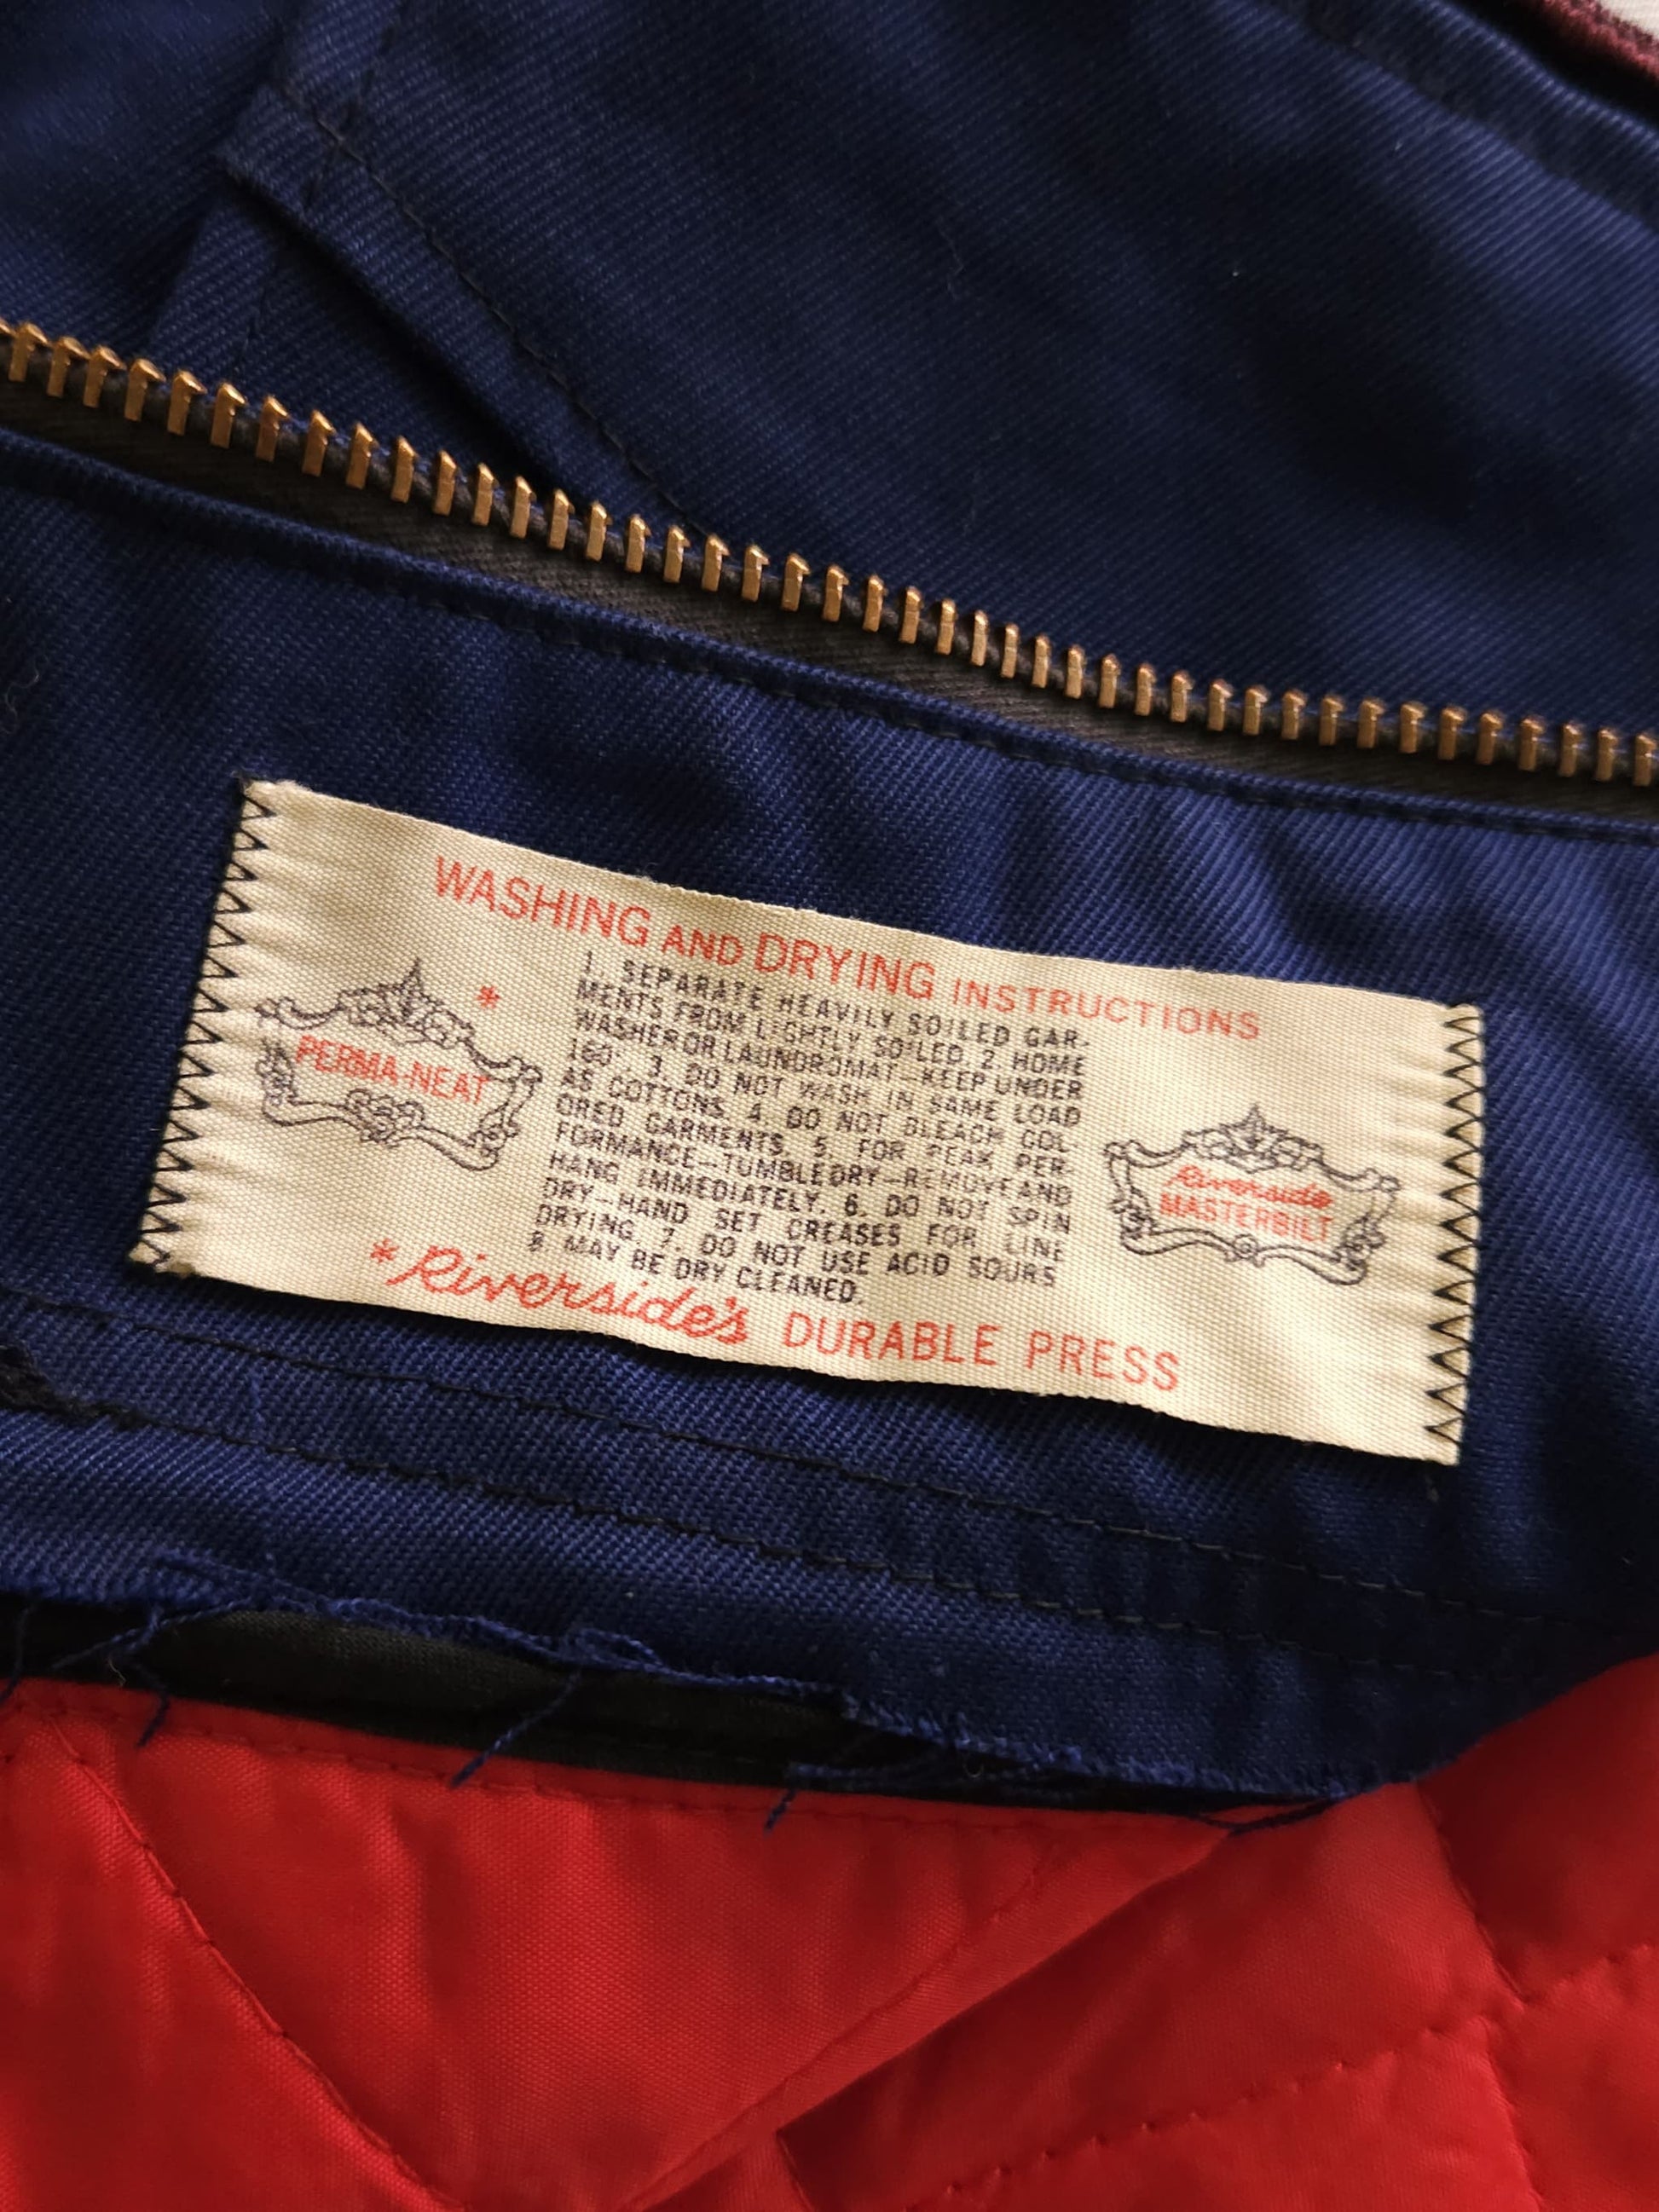 WASHING AND DRYING INSTRUCTIONS
*
PERMA-NEAT
1. SEPARATE HEAVILY SOILED GAR-
MENTS FROM LIGHTLY SOILED. 2. HOME
WASHER OR LAUNDROMAT—KEEP UNDER
160°. 3. DO NOT WASH IN SAME LOAD
AS COTTONS. 4. DO NOT BLEACH COL-
ORED GARMENTS. 5. FOR PEAK PER-
FORMANCE—TUMBLE DRY—REMOVE AND
HANG IMMEDIATELY. 6. DO NOT SPIN
DRY—HAND SET CREASES FOR LINE
DRYING. 7. DO NOT USE ACID SOURS
8. MAY BE DRY CLEANED.
Riverside
MASTERBILT
*Riverside's DURABLE PRESS